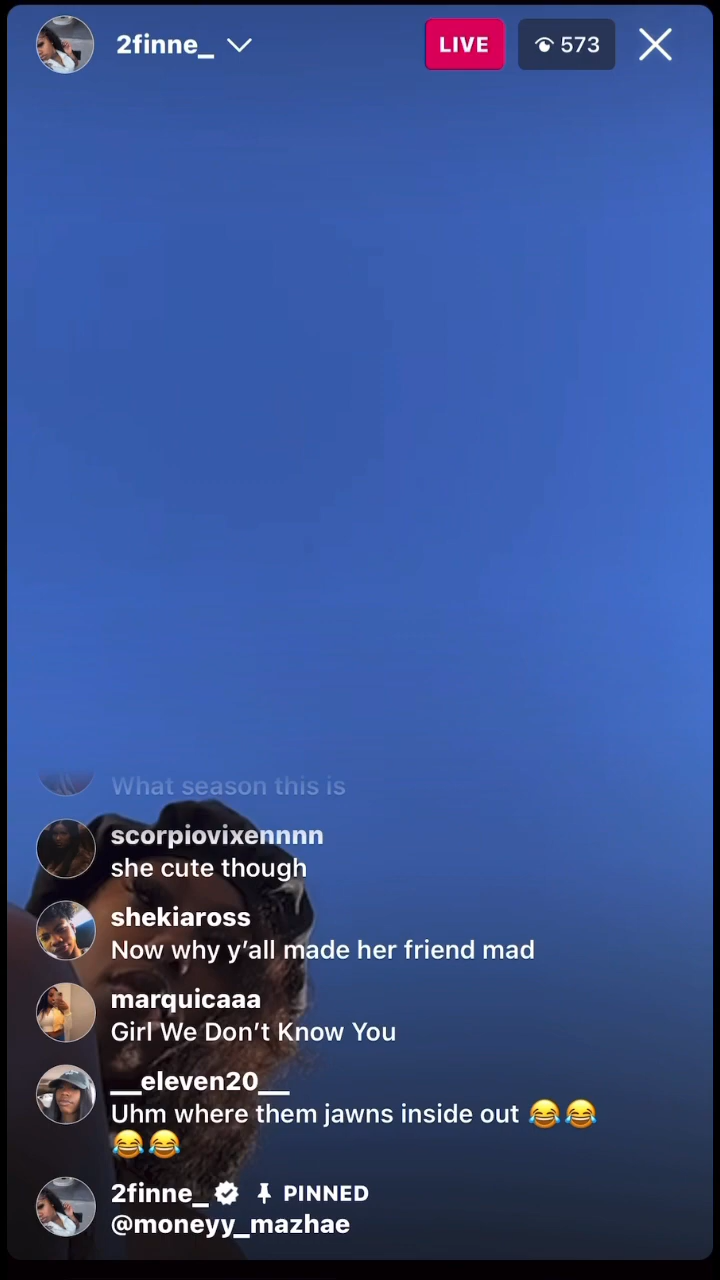 2finne_
LIVE
573
What season this is
scorpiovixennnn
she cute though
shekiaross
Now why y’all made her friend mad
marquicaaa
Girl We Don’t Know You
__eleven20__
Uhm where them jawns inside out 😂😂
😂😂
2finne_ PINNED
@moneyy_mazhae